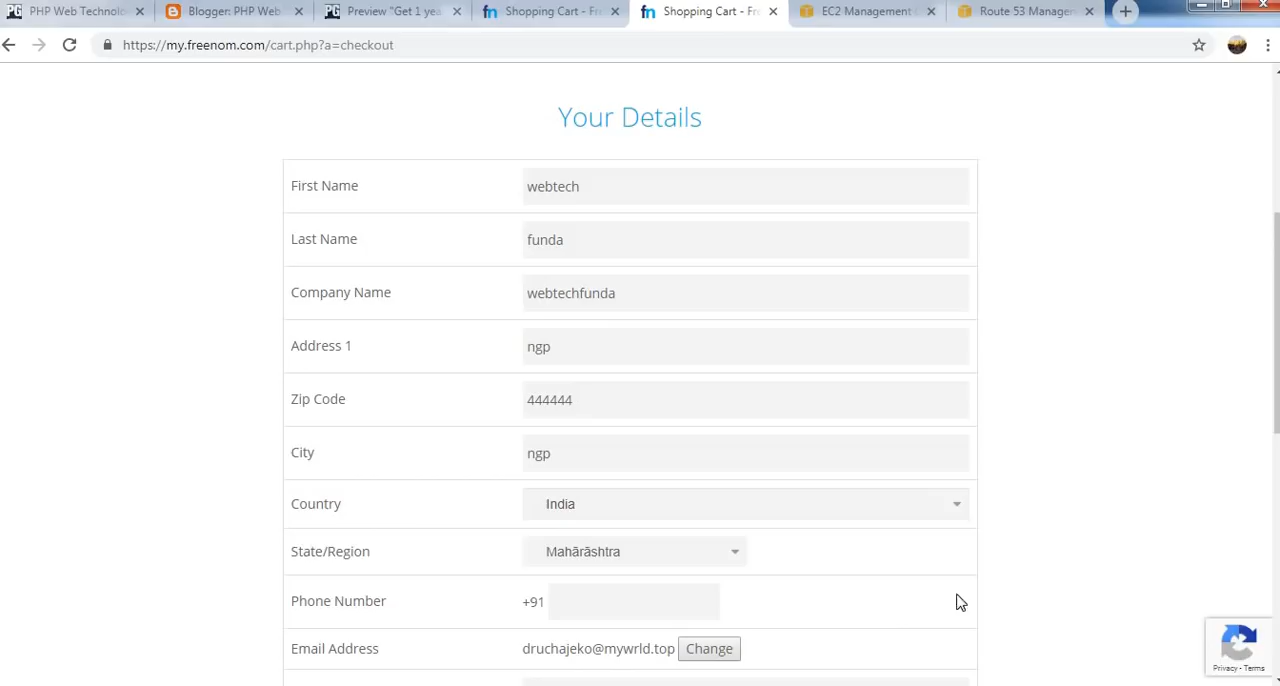 PHP Web Technolo
Blogger: PHP Web
Preview "Get 1 yea
Shopping Cart - Fr
Shopping Cart - Fre
EC2 Management
Route 53 Manager
https://my.freenom.com/cart.php?a=checkout
Your Details
First Name webtech
Last Name funda
Company Name webtechfunda
Address 1 ngp
Zip Code 444444
City ngp
Country India
State/Region Mahārāshtra
Phone Number +91
Email Address druchajeko@mywrld.top Change
Privacy - Terms